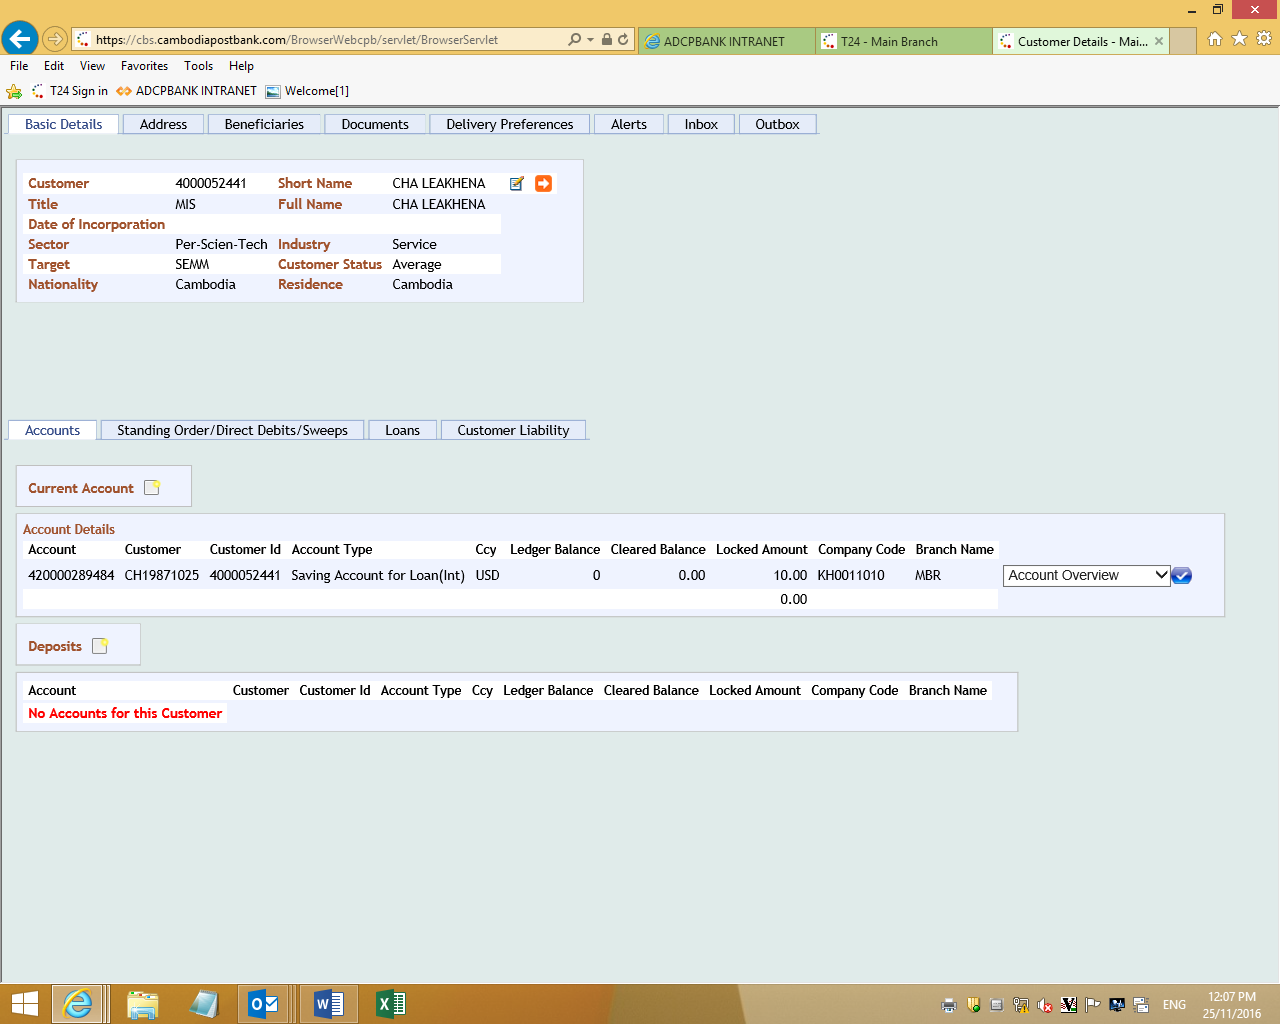 https://cbs.cambodiapostbank.com/BrowserWebcpb/servlet/BrowserServlet
ADCPBANK INTRANET
T24 - Main Branch
Customer Details - Mai...
File Edit View Favorites Tools Help
T24 Sign in ADCPBANK INTRANET Welcome[1]
Basic Details Address Beneficiaries Documents Delivery Preferences Alerts Inbox Outbox
Customer 4000052441 Short Name CHA LEAKHENA
Title MIS Full Name CHA LEAKHENA
Date of Incorporation
Sector Per-Scien-Tech Industry Service
Target SEMM Customer Status Average
Nationality Cambodia Residence Cambodia
Accounts Standing Order/Direct Debits/Sweeps Loans Customer Liability
Current Account
Account Details
Account Customer Customer Id Account Type Ccy Ledger Balance Cleared Balance Locked Amount Company Code Branch Name
420000289484 CH19871025 4000052441 Saving Account for Loan(Int) USD 0 0.00 10.00 KH0011010 MBR Account Overview
0.00
Deposits
Account Customer Customer Id Account Type Ccy Ledger Balance Cleared Balance Locked Amount Company Code Branch Name
No Accounts for this Customer
ENG
12:07 PM
25/11/2016